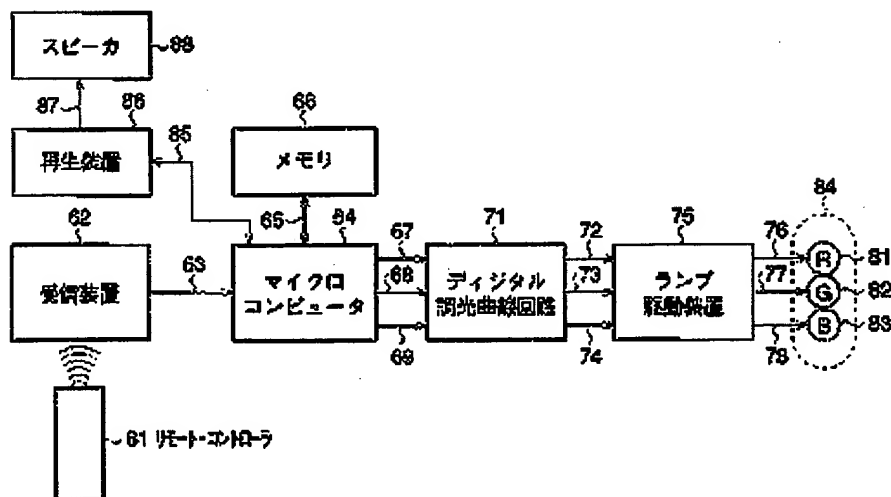 スピーカ
88
87
86
再生装置
85
66
メモリ
65
62
受信装置
63
64
マイクロ
コンピュータ
67
68
69
71
ディジタル
調光曲線回路
72
73
74
75
ランプ
駆動装置
76
77
78
84
R
81
G
82
B
83
61 リモート・コントローラ